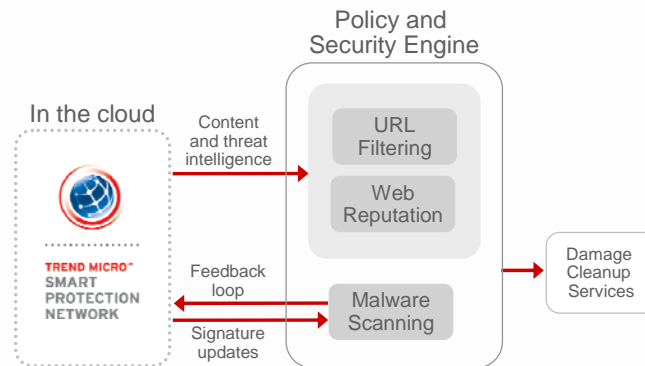 Policy and
Security Engine
In the cloud
Content
and threat
intelligence
URL
Filtering
Web
Reputation
TREND MICRO™
SMART
PROTECTION
NETWORK
Feedback
loop
Signature
updates
Malware
Scanning
Damage
Cleanup
Services